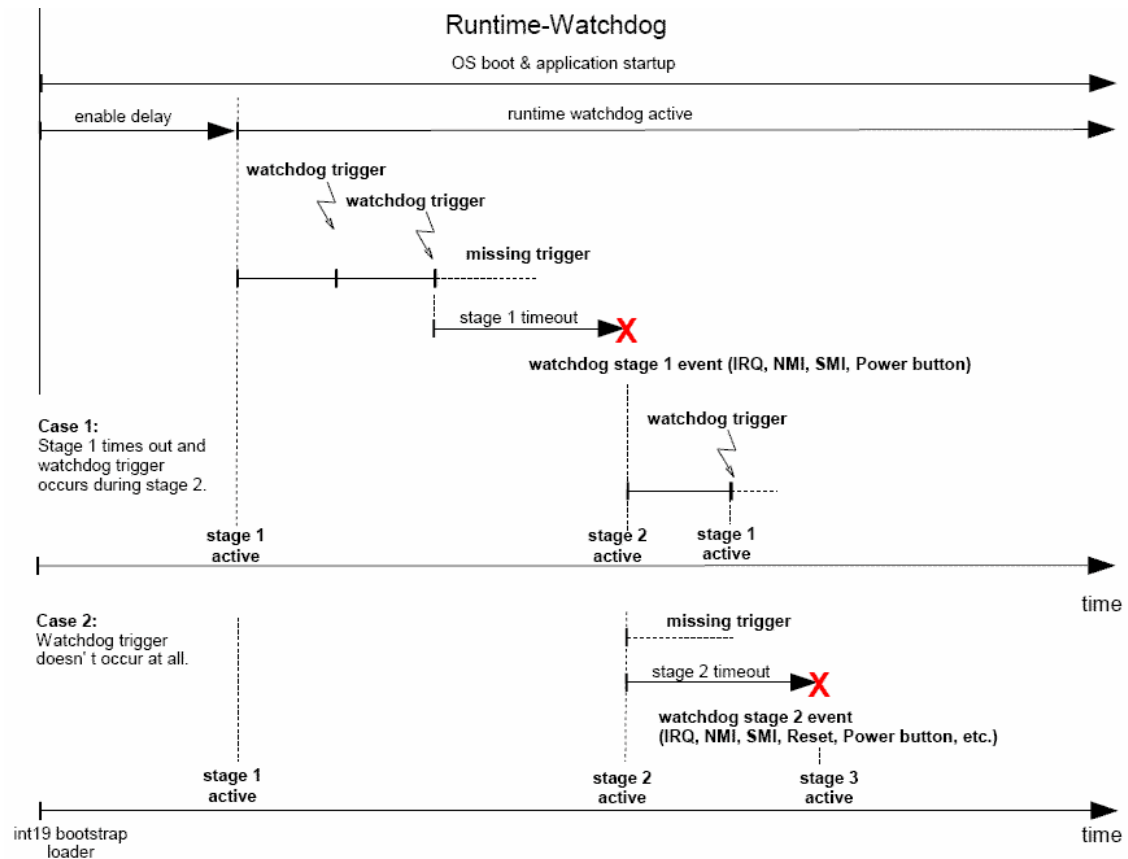 Runtime-Watchdog
OS boot & application startup
enable delay
runtime watchdog active
watchdog trigger
watchdog trigger
missing trigger
stage 1 timeout
X
watchdog stage 1 event (IRQ, NMI, SMI, Power button)
Case 1:
Stage 1 times out and
watchdog trigger
occurs during stage 2.
watchdog trigger
stage 1
active
stage 2
active
stage 1
active
time
Case 2:
Watchdog trigger
doesn' t occur at all.
missing trigger
stage 2 timeout
X
watchdog stage 2 event
(IRQ, NMI, SMI, Reset, Power button, etc.)
stage 1
active
stage 2
active
stage 3
active
int19 bootstrap
loader
time